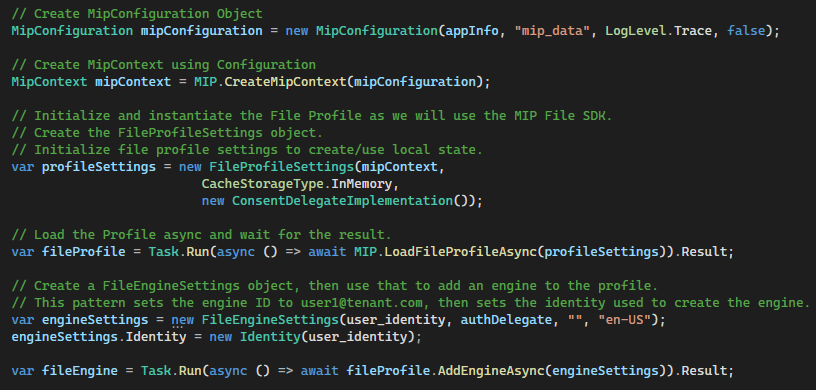 // Create MipConfiguration Object
MipConfiguration mipConfiguration = new MipConfiguration(appInfo, "mip_data", LogLevel.Trace, false);

// Create MipContext using Configuration
MipContext mipContext = MIP.CreateMipContext(mipConfiguration);

// Initialize and instantiate the File Profile as we will use the MIP File SDK.
// Create the FileProfileSettings object.
// Initialize file profile settings to create/use local state.
var profileSettings = new FileProfileSettings(mipContext,
                         CacheStorageType.InMemory,
                         new ConsentDelegateImplementation());

// Load the Profile async and wait for the result.
var fileProfile = Task.Run(async () => await MIP.LoadFileProfileAsync(profileSettings)).Result;

// Create a FileEngineSettings object, then use that to add an engine to the profile.
// This pattern sets the engine ID to user1@tenant.com, then sets the identity used to create the engine.
var engineSettings = new FileEngineSettings(user_identity, authDelegate, "", "en-US");
engineSettings.Identity = new Identity(user_identity);

var fileEngine = Task.Run(async () => await fileProfile.AddEngineAsync(engineSettings)).Result;